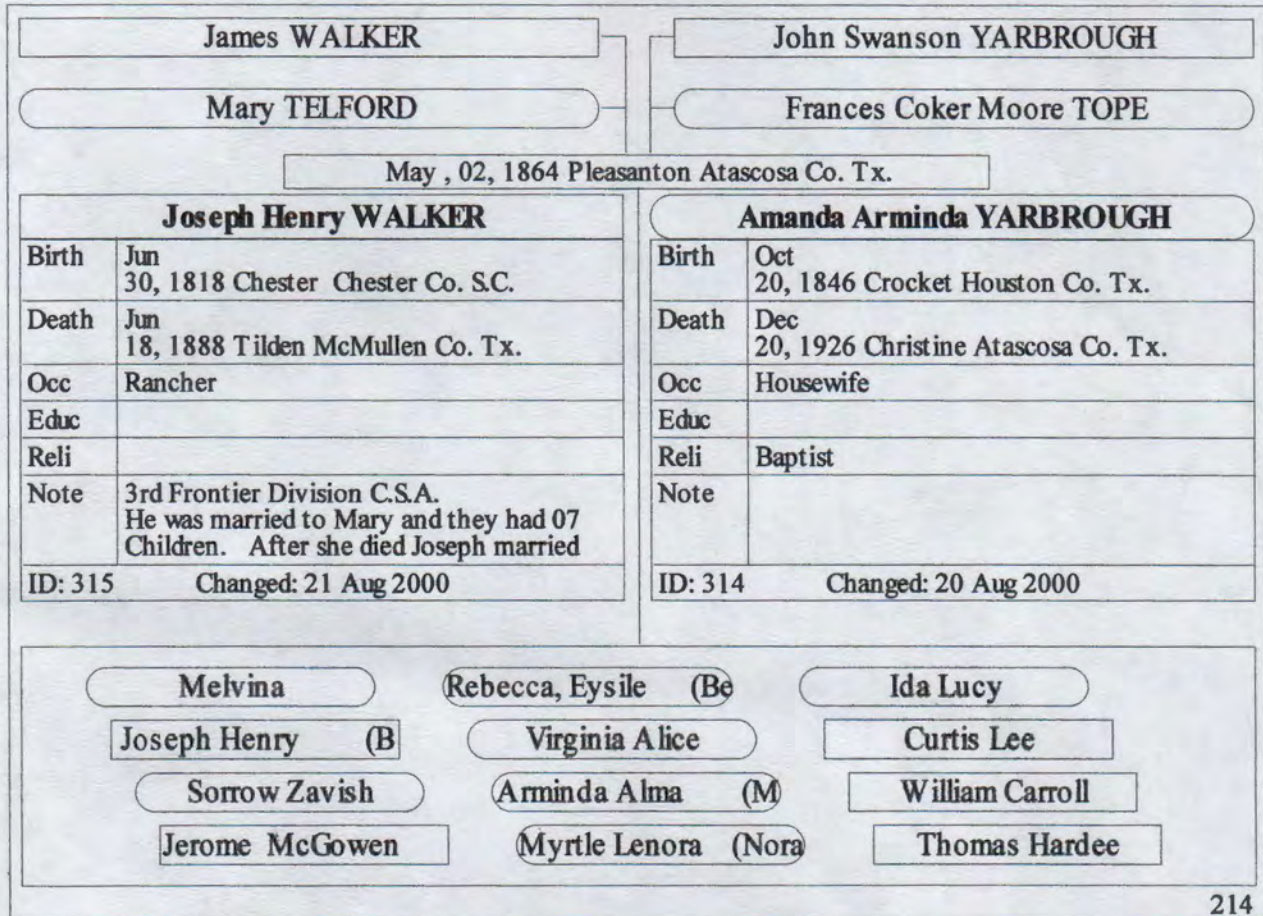 James WALKER
John Swanson YARBROUGH
Mary TELFORD
Frances Coker Moore TOPE
May , 02, 1864 Pleasanton Atascosa Co. Tx.
Joseph Henry WALKER
Birth Jun
30, 1818 Chester Chester Co. S.C.
Death Jun
18, 1888 Tilden McMullen Co. Tx.
Occ Rancher
Educ
Reli
Note 3rd Frontier Division C.S.A.
He was married to Mary and they had 07
Children. After she died Joseph married
ID: 315 Changed: 21 Aug 2000
Amanda Arminda YARBROUGH
Birth Oct
20, 1846 Crocket Houston Co. Tx.
Death Dec
20, 1926 Christine Atascosa Co. Tx.
Occ Housewife
Educ
Reli Baptist
Note
ID: 314 Changed: 20 Aug 2000
Melvina Rebecca, Eysile (Be Ida Lucy
Joseph Henry (B Virginia Alice Curtis Lee
Sorrow Zavish Arminda Alma (M William Carroll
Jerome McGowen Myrtle Lenora (Nora Thomas Hardee
214